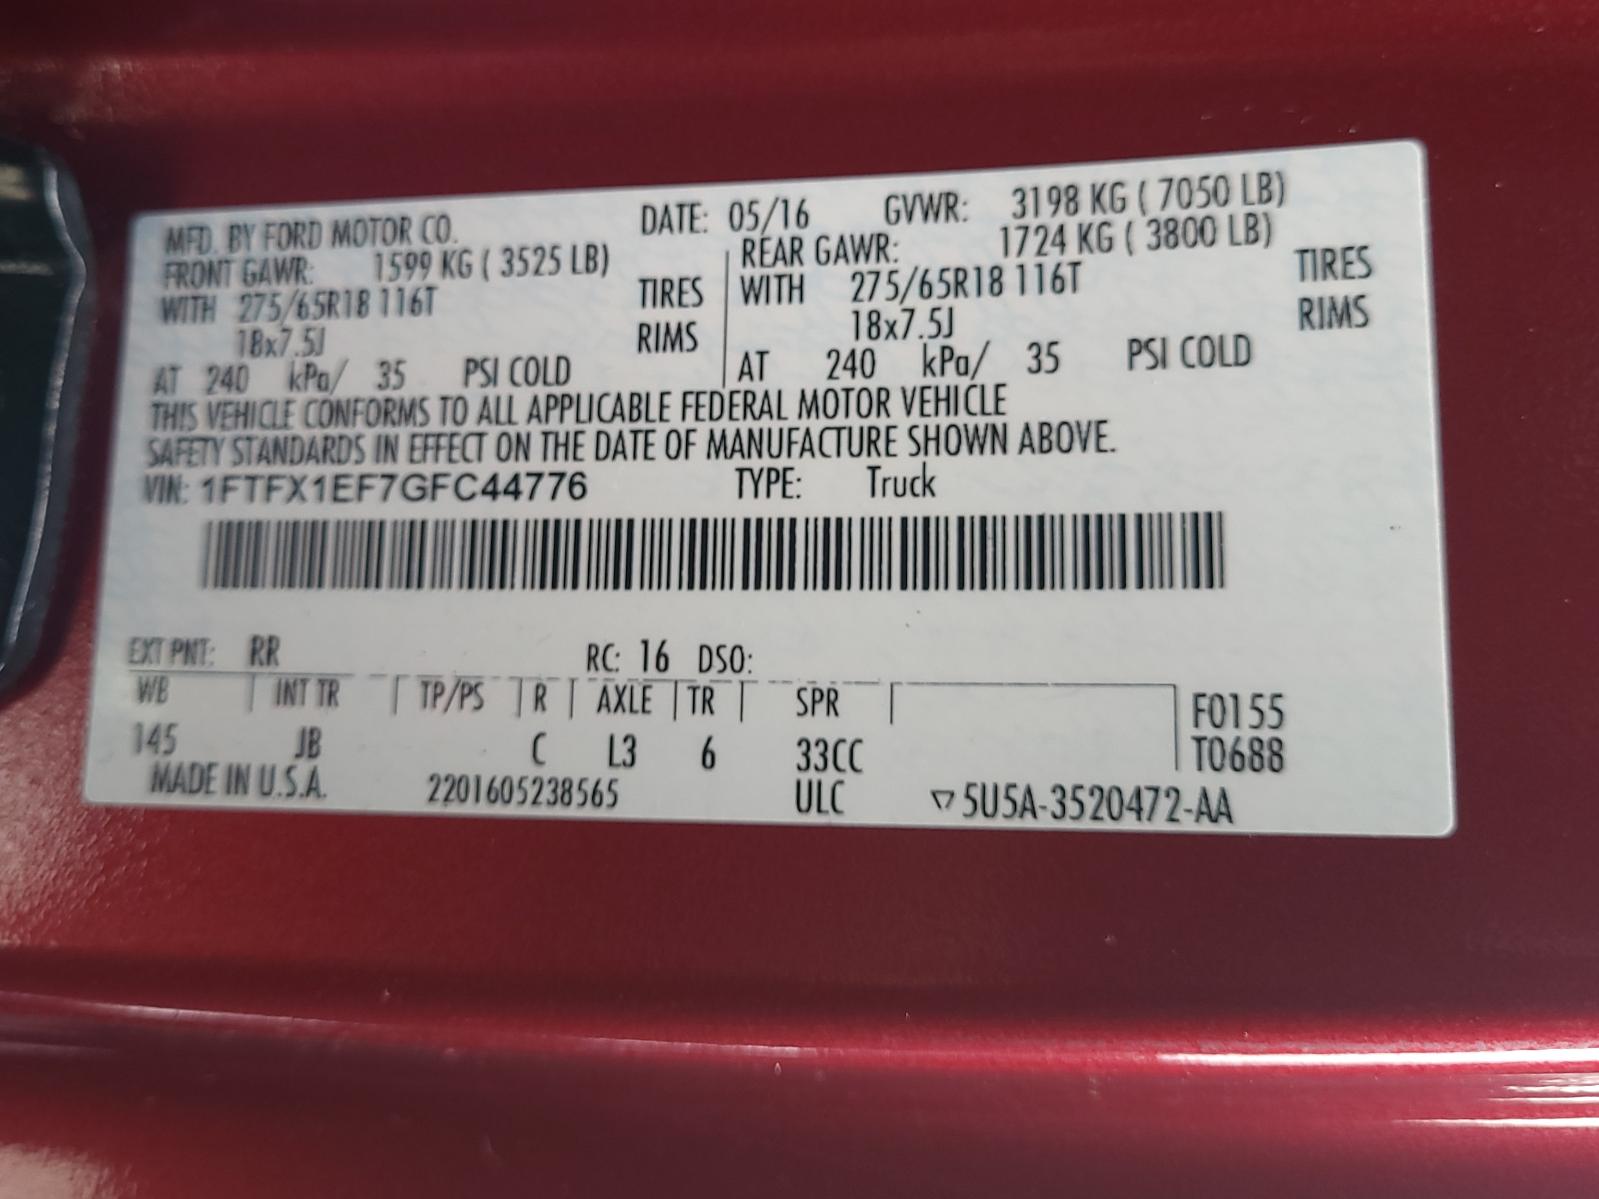 MFD. BY FORD MOTOR CO. DATE: 05/16 GVWR: 3198 KG ( 7050 LB)
FRONT GAWR: 1599 KG ( 3525 LB) REAR GAWR: 1724 KG ( 3800 LB)
WITH 275/65R18 116T TIRES WITH 275/65R18 116T TIRES
18x7.5J RIMS 18x7.5J RIMS
AT 240 kPa/ 35 PSI COLD AT 240 kPa/ 35 PSI COLD
THIS VEHICLE CONFORMS TO ALL APPLICABLE FEDERAL MOTOR VEHICLE
SAFETY STANDARDS IN EFFECT ON THE DATE OF MANUFACTURE SHOWN ABOVE.
VIN: 1FTFX1EF7GFC44776 TYPE: Truck
EXT PNT: RR RC: 16 DSO:
WB INT TR TP/PS R AXLE TR SPR F0155
145 JB C L3 6 33CC T0688
MADE IN U.S.A. 2201605238565 ULC ▽5U5A-3520472-AA